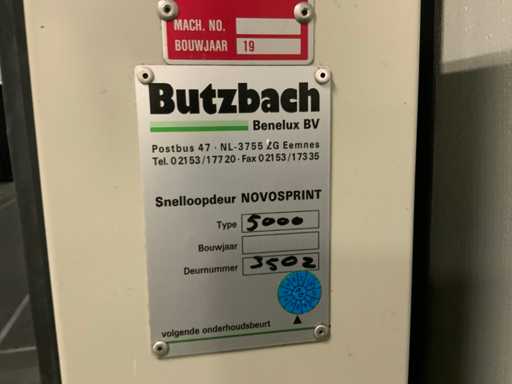 MACH. NO.
BOUWJAAR 19
Butzbach
Benelux BV
Postbus 47 · NL-3755 ZG Eemnes
Tel. 02153/17720 · Fax 02153/17335
Snelloopdeur NOVOSPRINT
Type 5000
Bouwjaar
Deurnummer 3502
volgende onderhoudsbeurt